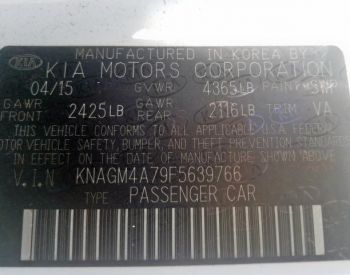 MANUFACTURED IN KOREA BY
KIA KIA MOTORS CORPORATION
04/15 GVWR 4365LB PAINT
GAWR FRONT 2425LB GAWR REAR 2116LB TRIM VA
THIS VEHICLE CONFORMS TO ALL APPLICABLE U.S.A. FEDERAL
MOTOR VEHICLE SAFETY, BUMPER, AND THEFT PREVENTION
STANDARDS IN EFFECT ON THE DATE OF MANUFACTURE SHOWN ABOVE.
V.I.N KNAGM4A79F5639766
TYPE PASSENGER CAR